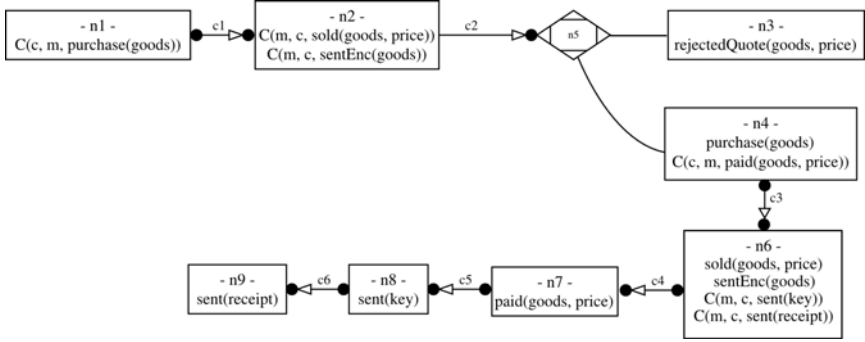 - n1 -
C(c, m, purchase(goods))
c1
- n2 -
C(m, c, sold(goods, price))
C(m, c, sentEnc(goods))
c2
n5
- n3 -
rejectedQuote(goods, price)
- n4 -
purchase(goods)
C(c, m, paid(goods, price))
c3
- n6 -
sold(goods, price)
sentEnc(goods)
C(m, c, sent(key))
C(m, c, sent(receipt))
c4
- n7 -
paid(goods, price)
c5
- n8 -
sent(key)
c6
- n9 -
sent(receipt)